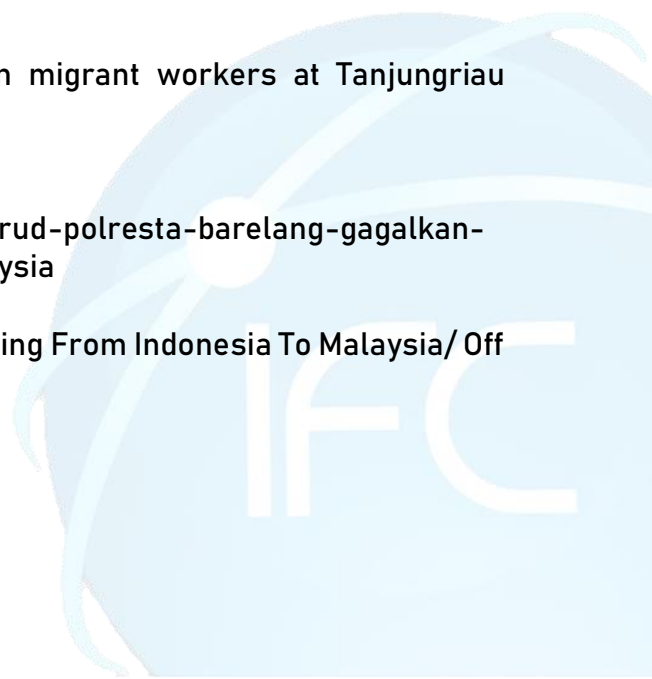 migrant workers at Tanjungriau
rud-polresta-barelang-gagalkan-
ysia
ing From Indonesia To Malaysia/ Off
IFC